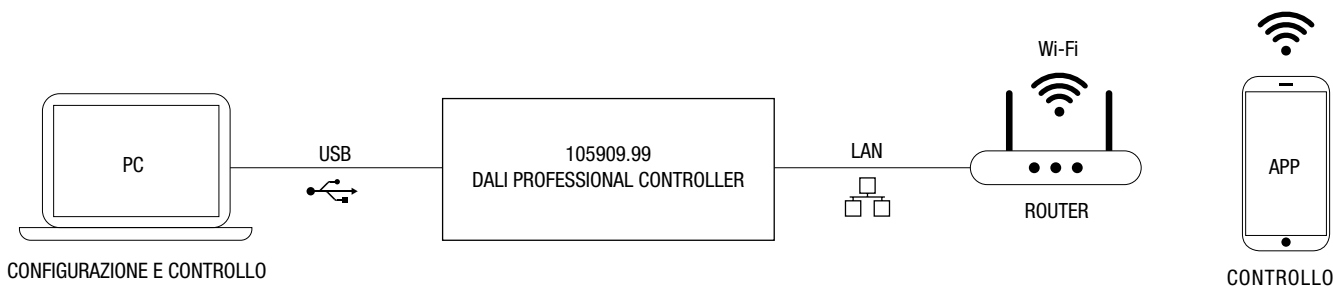 Wi-Fi
PC
USB
105909.99
DALI PROFESSIONAL CONTROLLER
LAN
APP
ROUTER
CONFIGURAZIONE E CONTROLLO
CONTROLLO